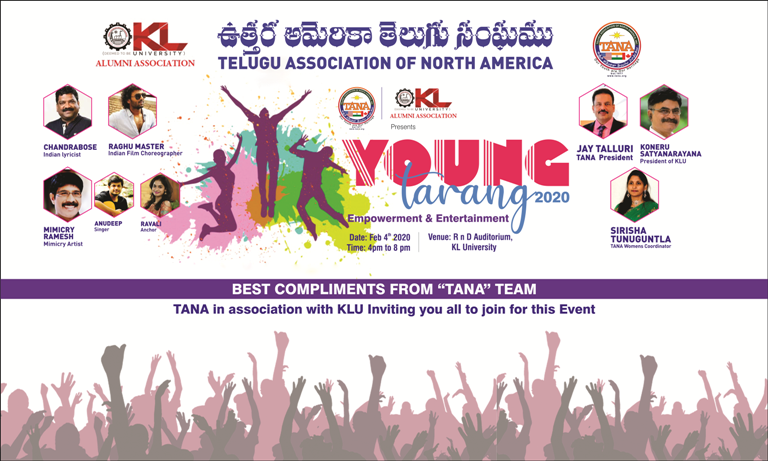 KL
UNIVERSITY
ALUMNI ASSOCIATION
ఉత్తర అమెరికా తెలుగు సంఘము
TELUGU ASSOCIATION OF NORTH AMERICA
TANA
CHANDRABOSE
Indian lyricist
RAGHU MASTER
Indian Film Choreographer
MIMICRY
RAMESH
Mimicry Artist
ANUDEEP
Singer
RAVALI
Anchor
TANA
KL
UNIVERSITY
ALUMNI ASSOCIATION
Presents
YOUNG
tarang 2020
Empowerment & Entertainment
Date: Feb 4th 2020
Time: 4pm to 8 pm
Venue: R n D Auditorium,
KL University
JAY TALLURI
TANA President
KONERU
SATYANARAYANA
President of KLU
SIRISHA
TUNUGUNTLA
TANA Womens Coordinator
BEST COMPLIMENTS FROM “TANA” TEAM
TANA in association with KLU Inviting you all to join for this Event